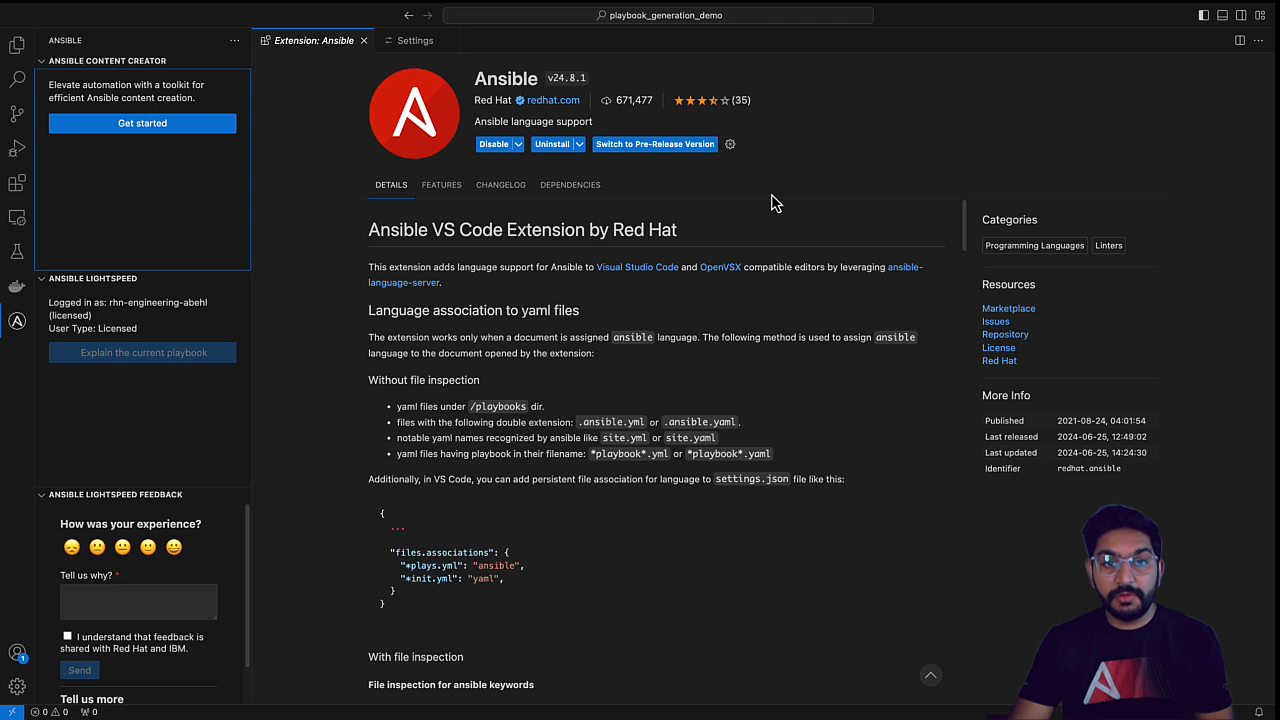 playbook_generation_demo
ANSIBLE
Extension: Ansible
Settings
ANSIBLE CONTENT CREATOR
Elevate automation with a toolkit for
efficient Ansible content creation.
Get started
ANSIBLE LIGHTSPEED
Logged in as: rhn-engineering-abehl
(licensed)
User Type: Licensed
Explain the current playbook
ANSIBLE LIGHTSPEED FEEDBACK
How was your experience?
Tell us why? *
I understand that feedback is
shared with Red Hat and IBM.
Send
Tell us more
Ansible v24.8.1
Red Hat redhat.com 671,477 (35)
Ansible language support
Disable Uninstall Switch to Pre-Release Version
DETAILS FEATURES CHANGELOG DEPENDENCIES
Ansible VS Code Extension by Red Hat
This extension adds language support for Ansible to Visual Studio Code and OpenVSX compatible editors by leveraging ansible-
language-server.
Language association to yaml files
The extension works only when a document is assigned ansible language. The following method is used to assign ansible
language to the document opened by the extension:
Without file inspection
• yaml files under /playbooks dir.
• files with the following double extension: .ansible.yml or .ansible.yaml.
• notable yaml names recognized by ansible like site.yml or site.yaml
• yaml files having playbook in their filename: *playbook*.yml or *playbook*.yaml
Additionally, in VS Code, you can add persistent file association for language to settings.json file like this:
{
...
"files.associations": {
"*plays.yml": "ansible",
"*init.yml": "yaml",
}
}
With file inspection
File inspection for ansible keywords
Categories
Programming Languages Linters
Resources
Marketplace
Issues
Repository
License
Red Hat
More Info
Published 2021-08-24, 04:01:54
Last released 2024-06-25, 12:49:02
Last updated 2024-06-25, 14:24:30
Identifier redhat.ansible
1
0 0 0